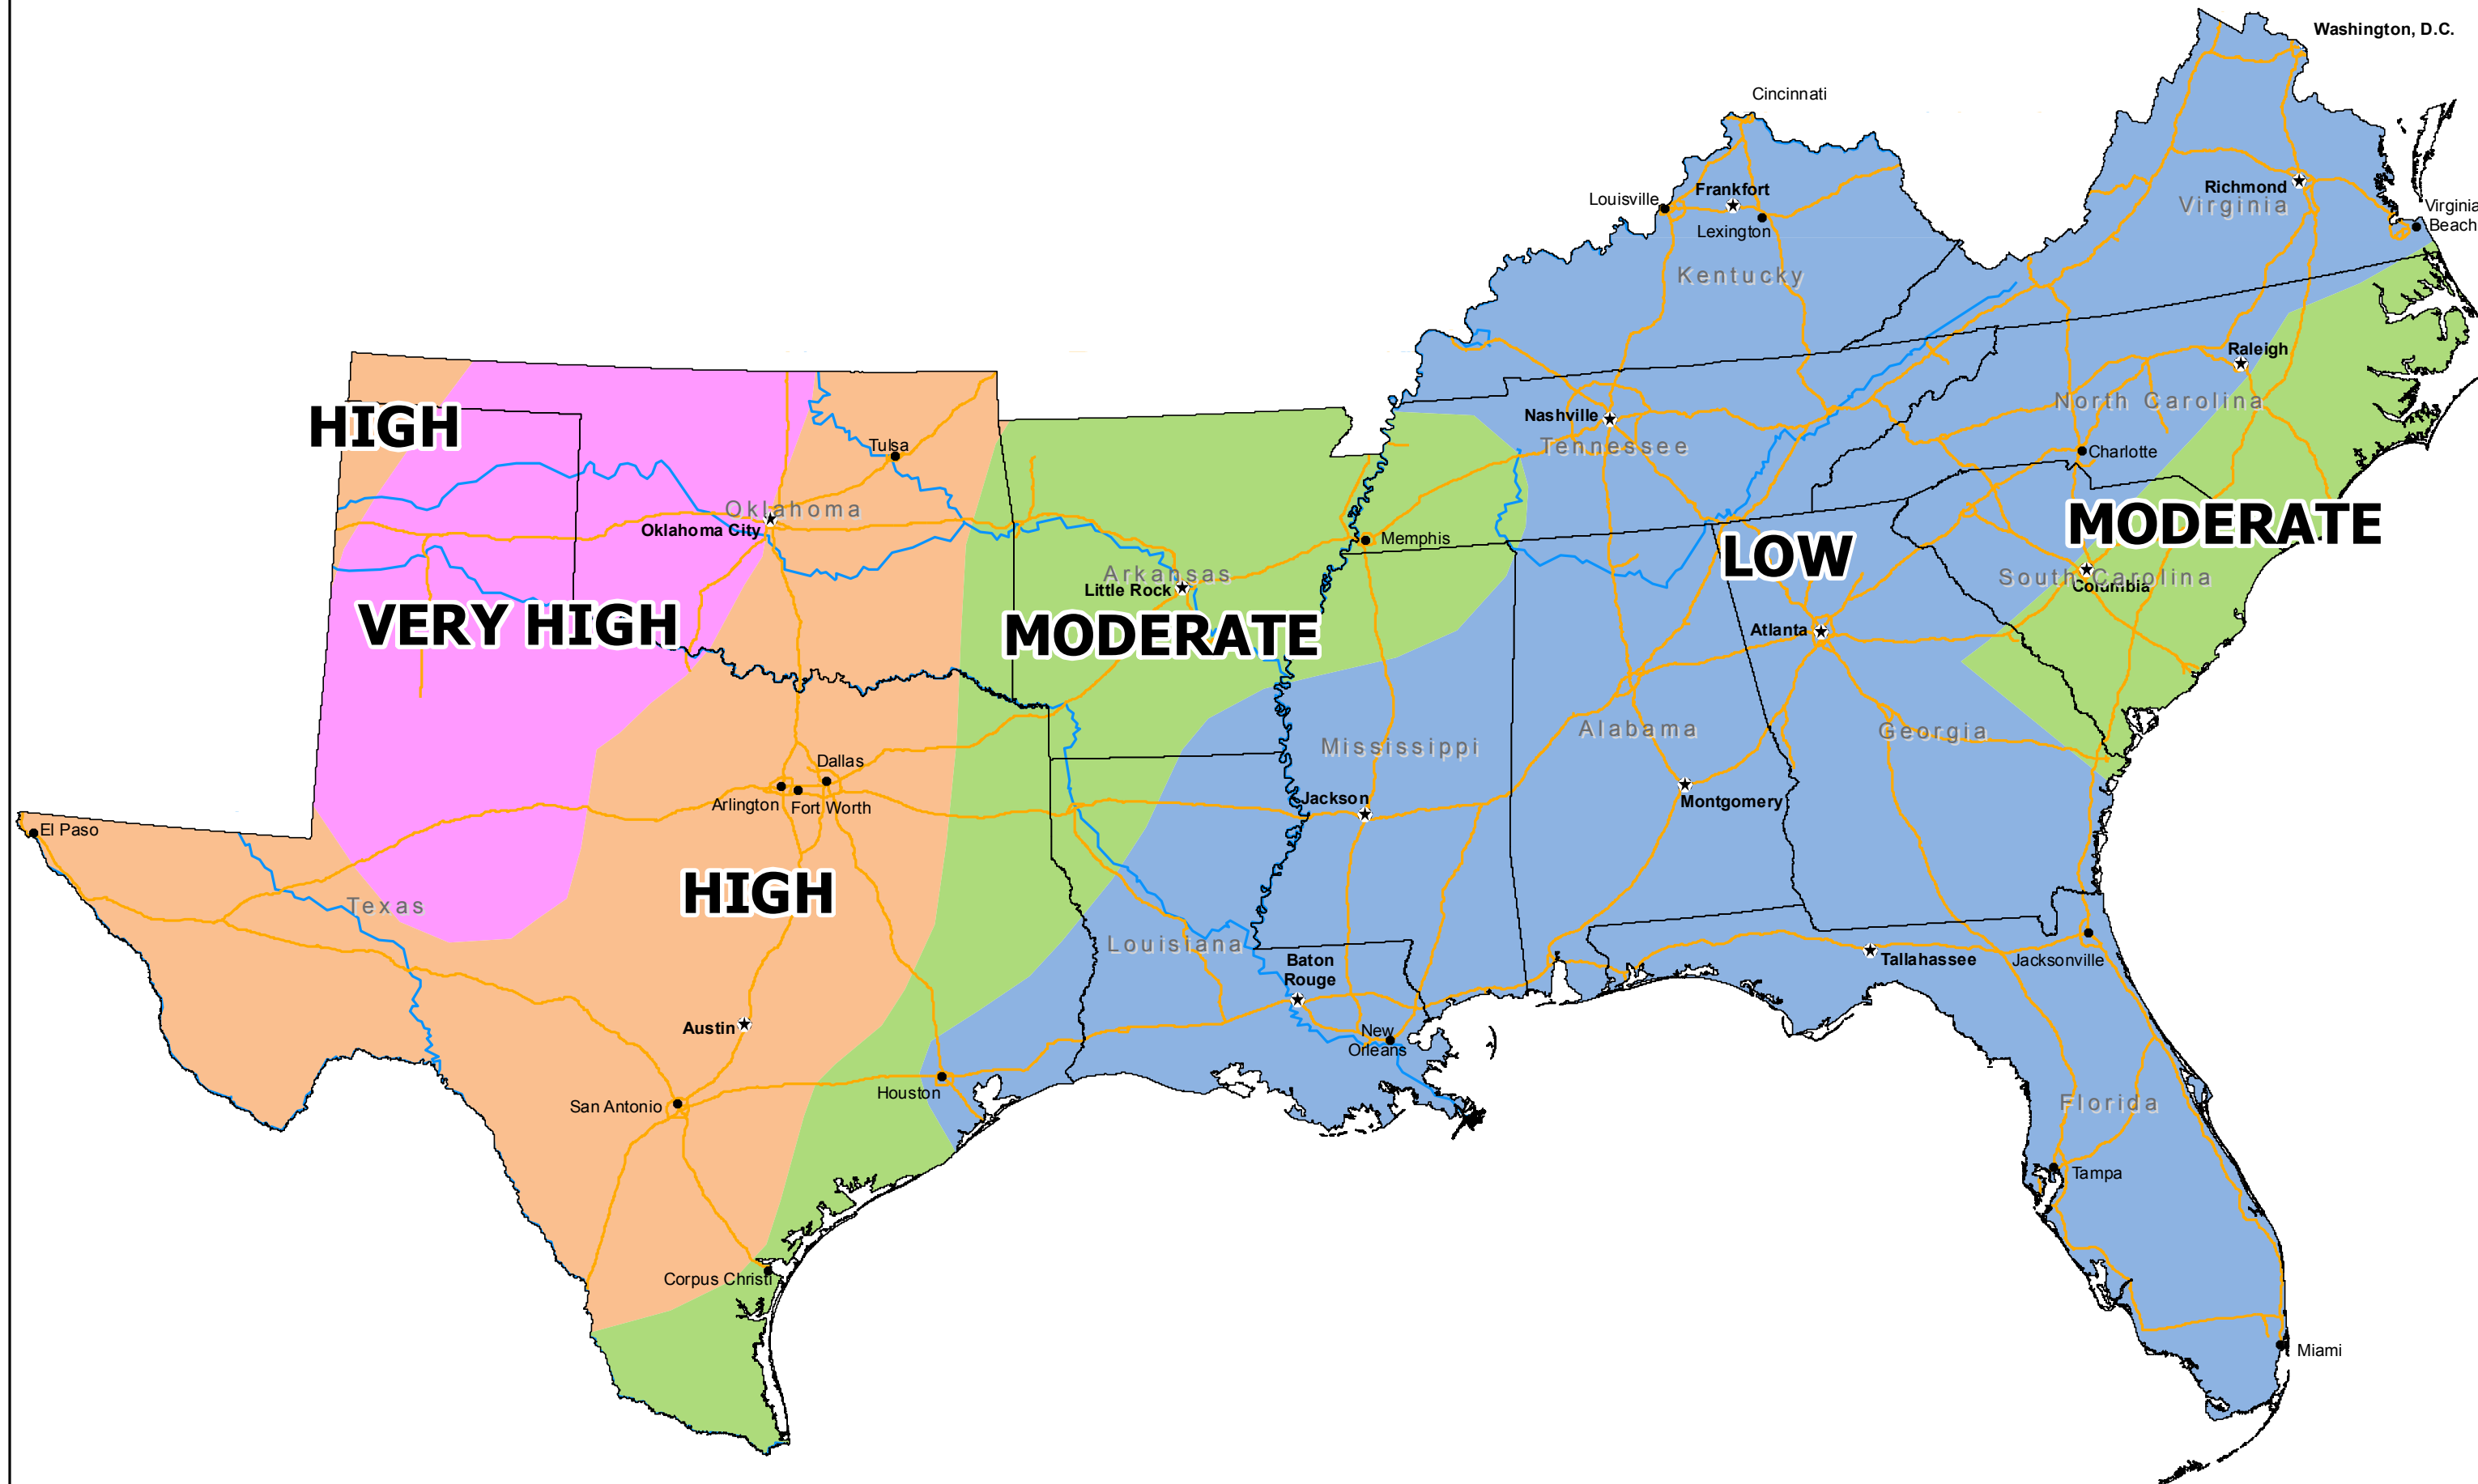 Washington, D.C.
Cincinnati
Louisville
Frankfort
Lexington
Kentucky
Richmond
Virginia
Virginia
Beach
Raleigh
North Carolina
Nashville
Tennessee
Charlotte
HIGH
Tulsa
Oklahoma
Oklahoma City
VERY HIGH
Arkansas
Little Rock
MODERATE
Memphis
LOW
MODERATE
South Carolina
Columbia
Atlanta
Mississippi
Alabama
Georgia
Dallas
Arlington
Fort Worth
Jackson
Montgomery
El Paso
HIGH
Texas
Louisiana
Baton
Rouge
Tallahassee
Jacksonville
Austin
New
Orleans
Houston
San Antonio
Florida
Tampa
Corpus Christi
Miami